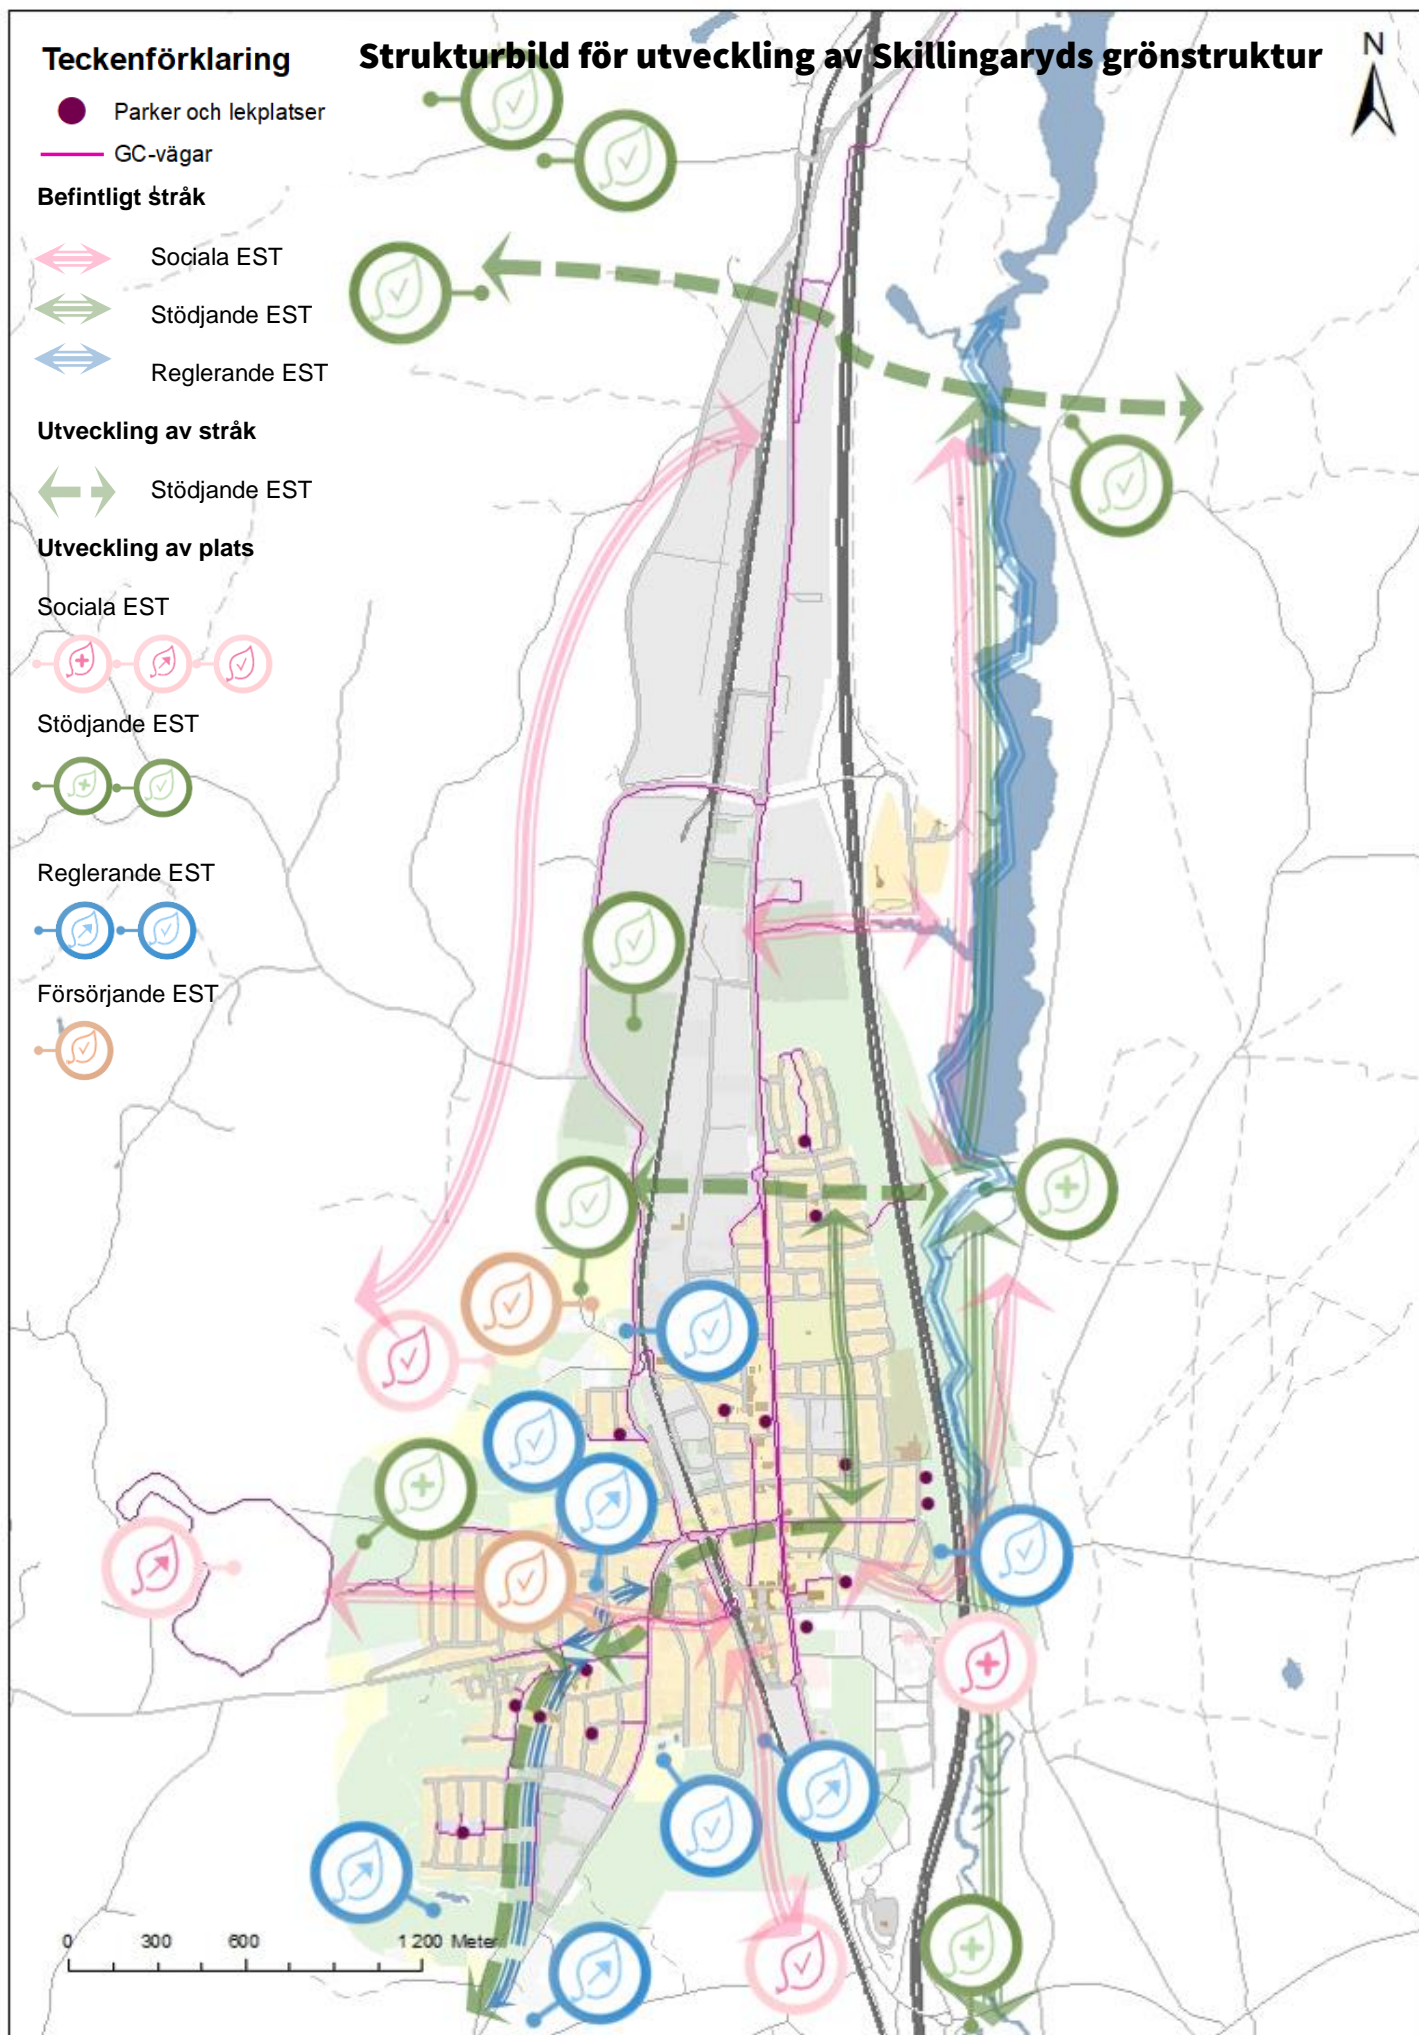 Strukturbild för utveckling av Skillingaryds grönstruktur
N
Teckenförklaring
Parker och lekplatser
GC-vägar
Befintligt stråk
Sociala EST
Stödjande EST
Reglerande EST
Utveckling av stråk
Stödjande EST
Utveckling av plats
Sociala EST
Stödjande EST
Reglerande EST
Försörjande EST
0 300 600 1 200 Meter